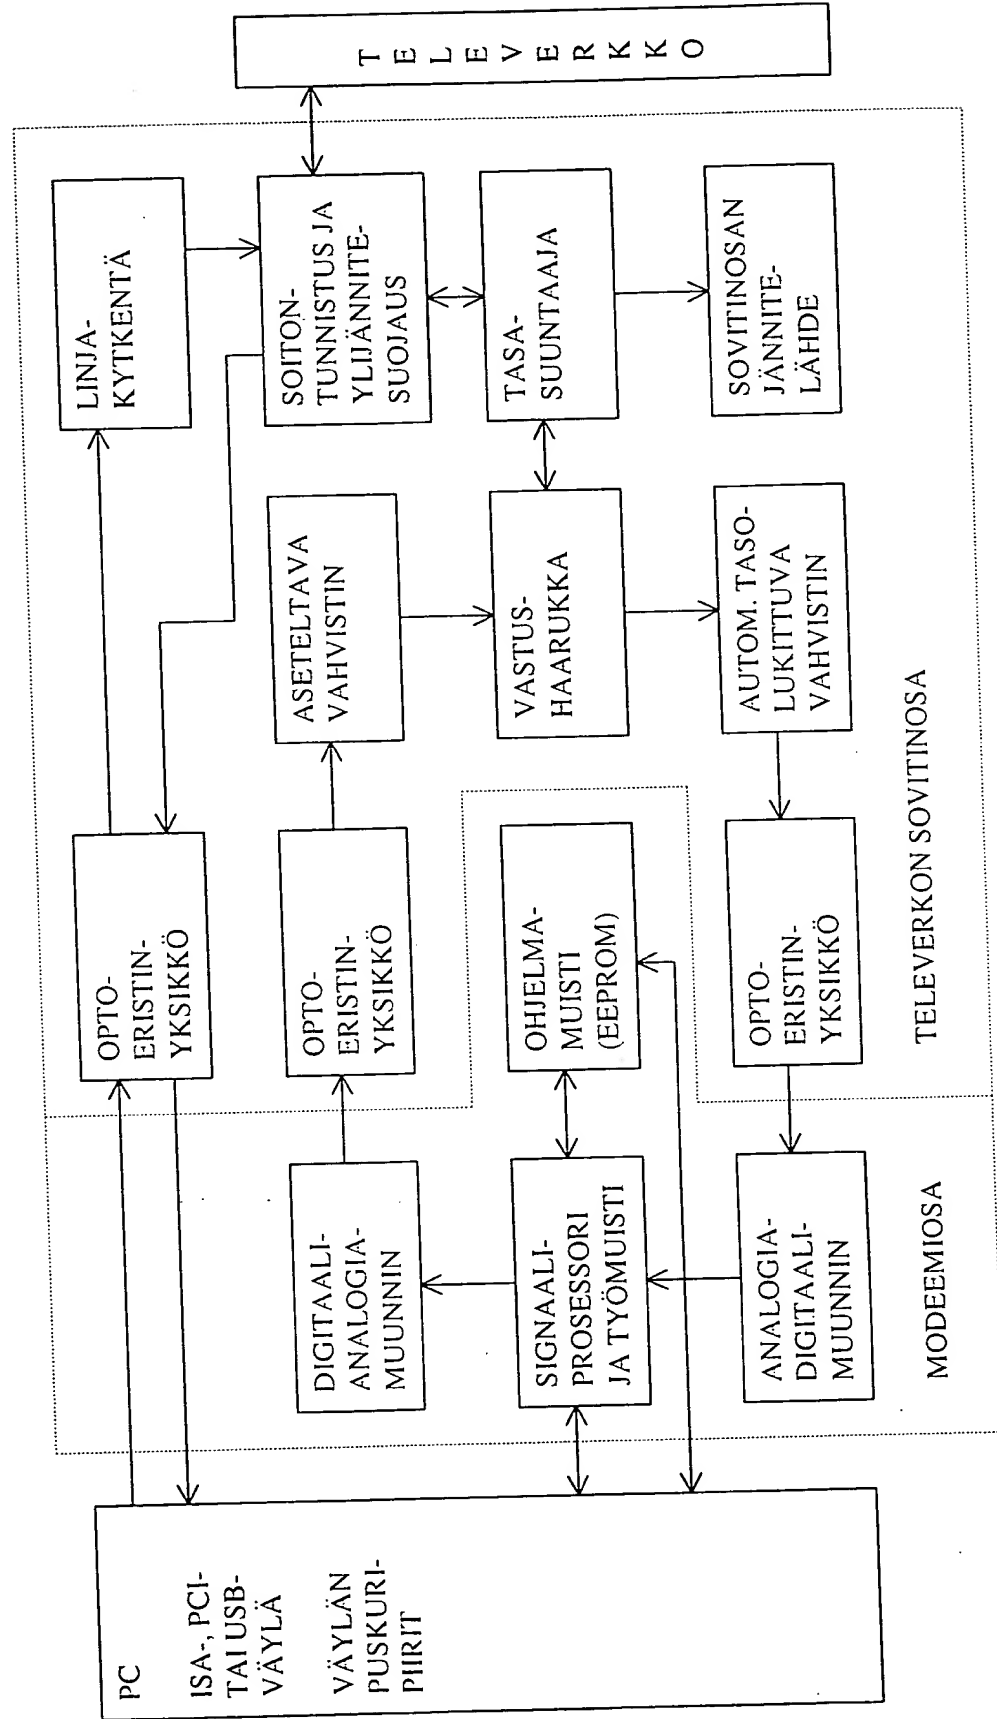 PC
ISA-, PCI-
TAI USB-
VÄYLÄ
VÄYLÄN
PUSKURI-
PIIRIT
OPTO-
ERISTIN-
YKSIKKÖ
LINJA-
KYTKENTÄ
DIGITAALI-
ANALOGIA-
MUUNNIN
OPTO-
ERISTIN-
YKSIKKÖ
ASETELTAVA
VAHVISTIN
SOITON-
TUNNISTUS JA
YLIJÄNNITE-
SUOJAUS
SIGNAALI-
PROSESSORI
JA TYÖMUISTI
OHJELMA-
MUISTI
(EEPROM)
VASTUS-
HAARUKKA
TASA-
SUUNTAAJA
ANALOGIA-
DIGITAALI-
MUUNNIN
OPTO-
ERISTIN-
YKSIKKÖ
AUTOM. TASO-
LUKITTUVA
VAHVISTIN
SOVITINOSAN
JÄNNITE-
LÄHDE
MODEEMIOSA
TELEVERKON SOVITINOSA
T E L E V E R K K O